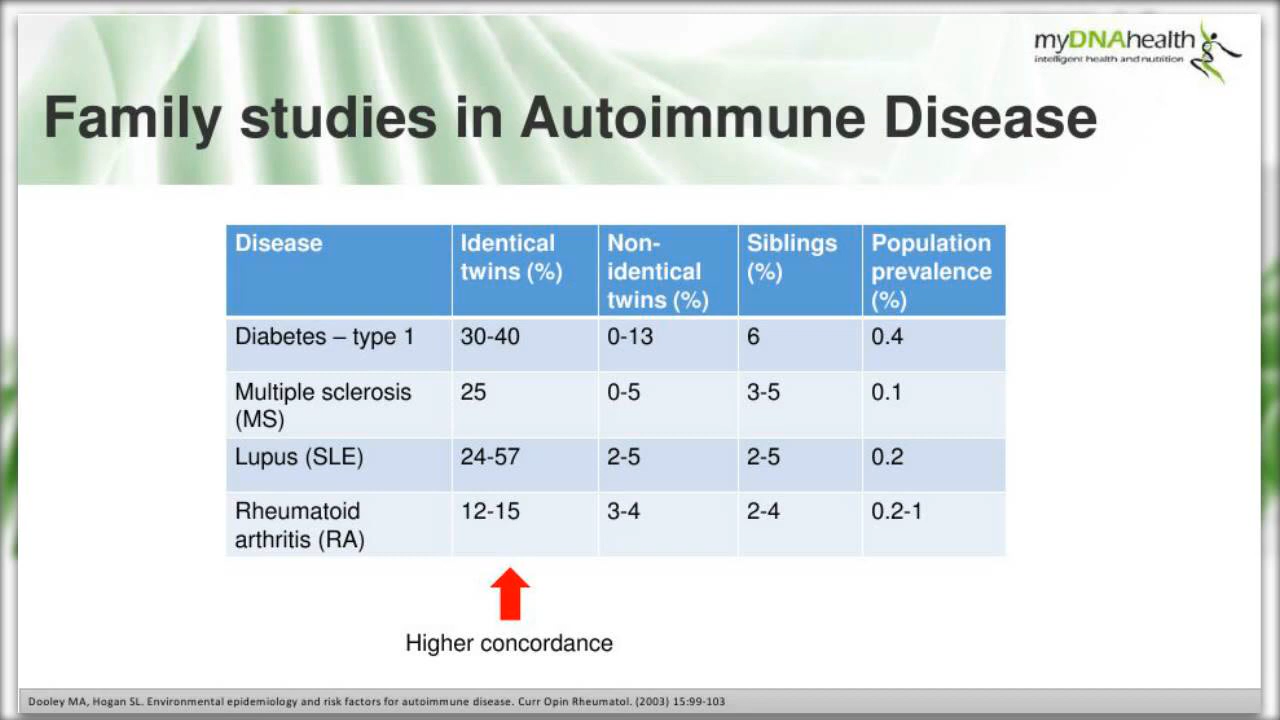 myDNAhealth
intelligent health and nutrition
Family studies in Autoimmune Disease
Disease
Identical
twins (%)
Non-
identical
twins (%)
Siblings
(%)
Population
prevalence
(%)
Diabetes – type 1
30-40
0-13
6
0.4
Multiple sclerosis
(MS)
25
0-5
3-5
0.1
Lupus (SLE)
24-57
2-5
2-5
0.2
Rheumatoid
arthritis (RA)
12-15
3-4
2-4
0.2-1
Higher concordance
Dooley MA, Hogan SL. Environmental epidemiology and risk factors for autoimmune disease. Curr Opin Rheumatol. (2003) 15:99-103